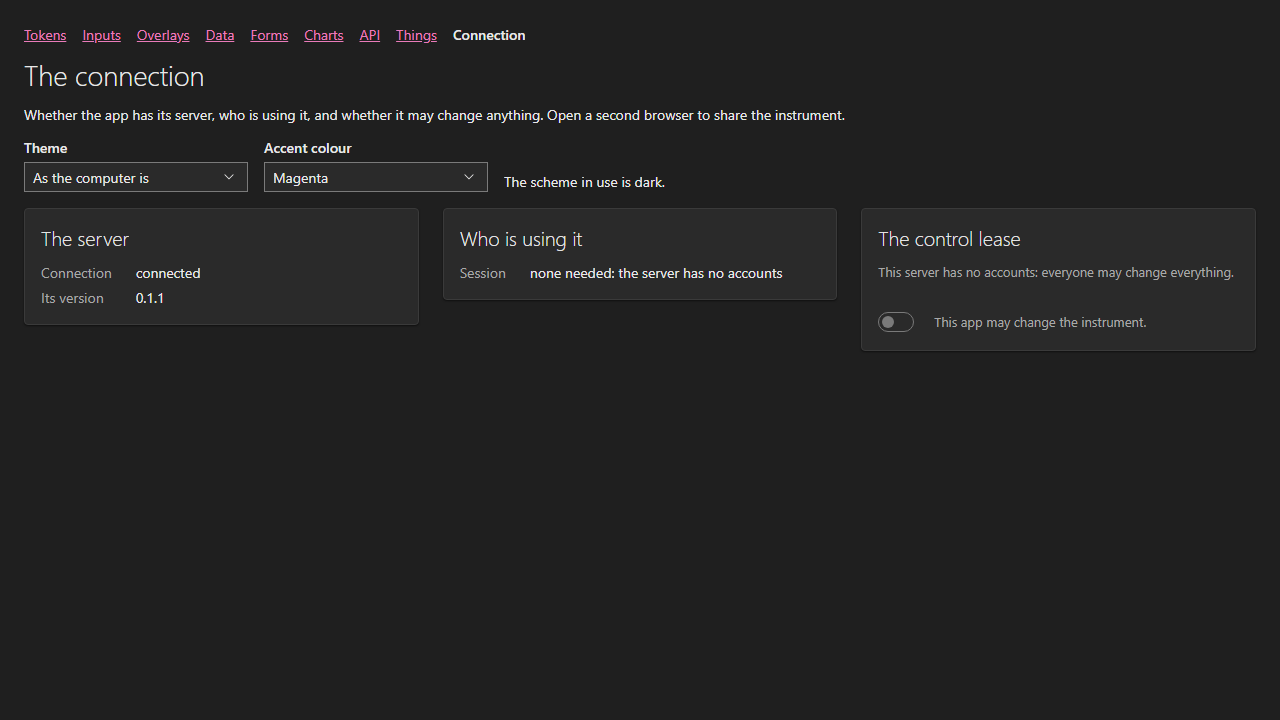 Tokens Inputs Overlays Data Forms Charts API Things Connection
The connection
Whether the app has its server, who is using it, and whether it may change anything. Open a second browser to share the instrument.
Theme Accent colour
As the computer is Magenta The scheme in use is dark.
The server
Connection connected
Its version 0.1.1
Who is using it
Session none needed: the server has no accounts
The control lease
This server has no accounts: everyone may change everything.
This app may change the instrument.